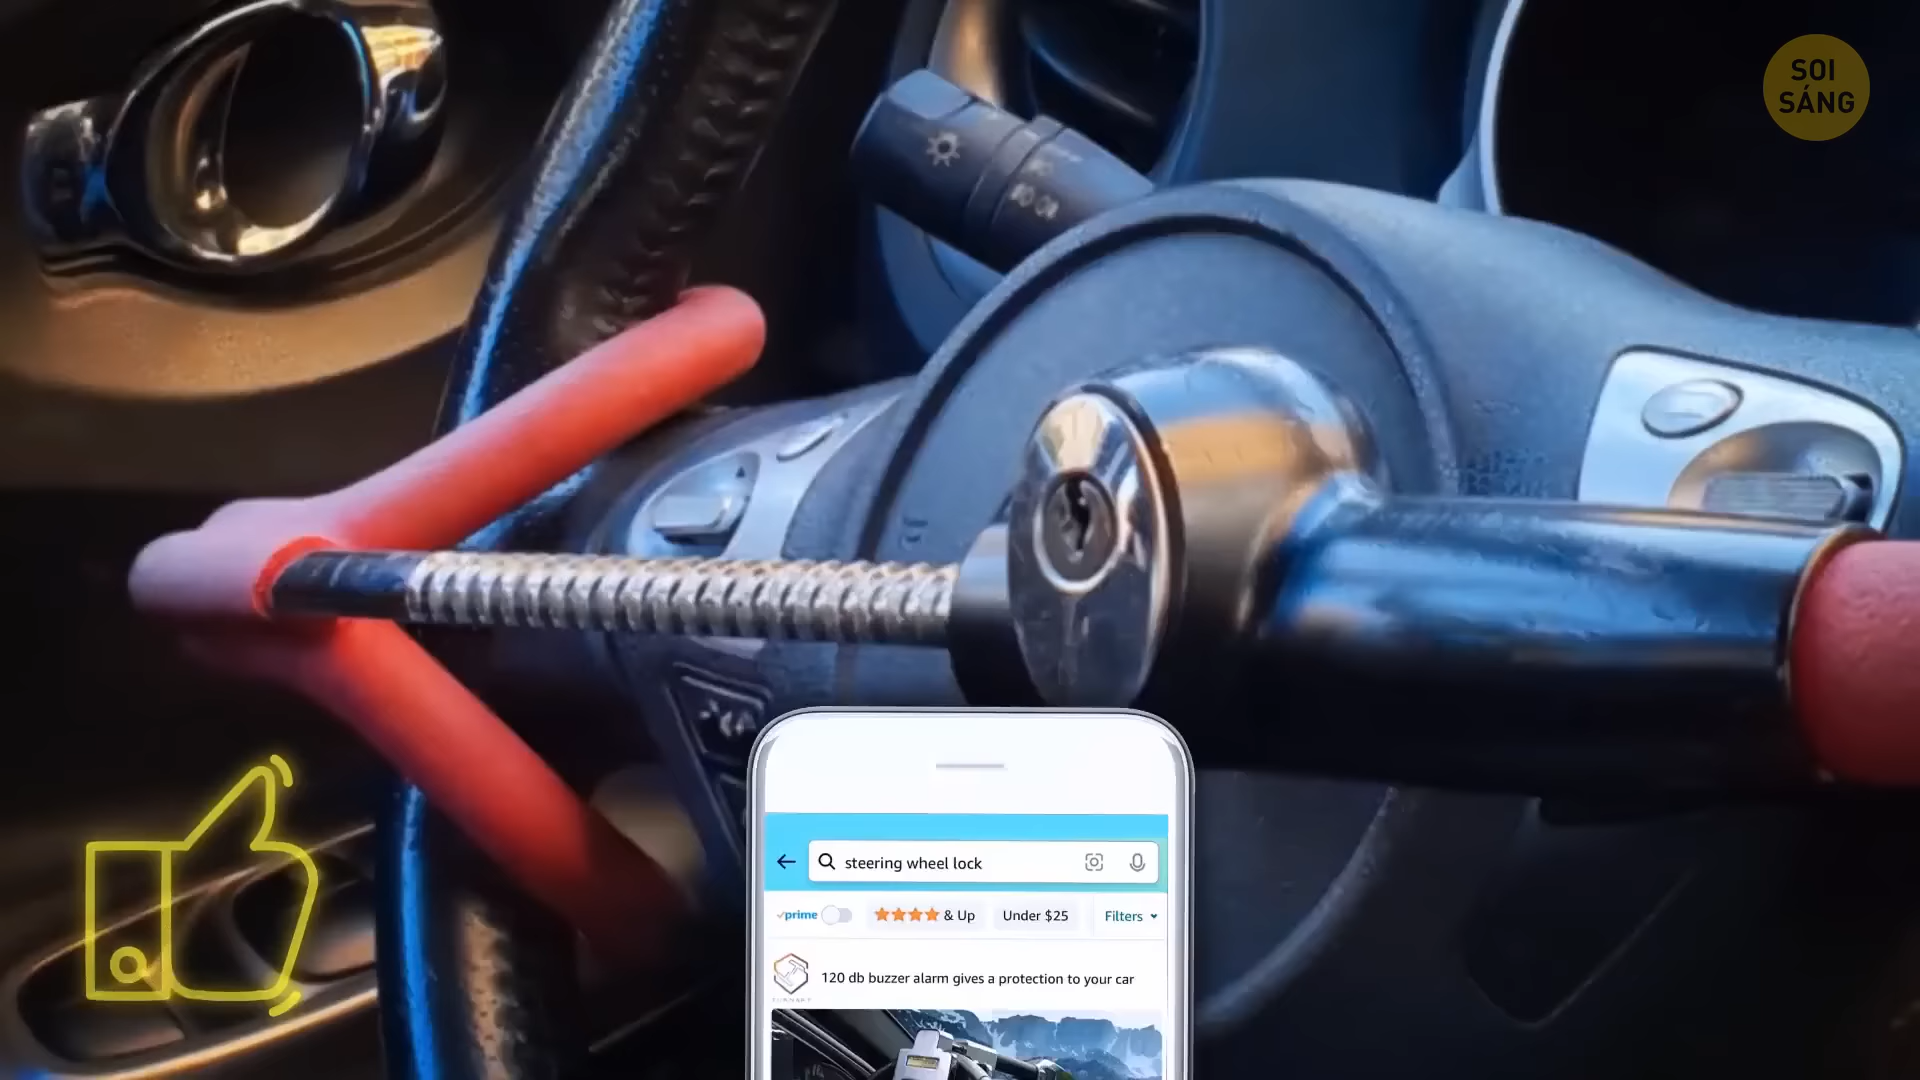 SOI
SÁNG
steering wheel lock
prime
& Up
Under $25
Filters
120 db buzzer alarm gives a protection to your car